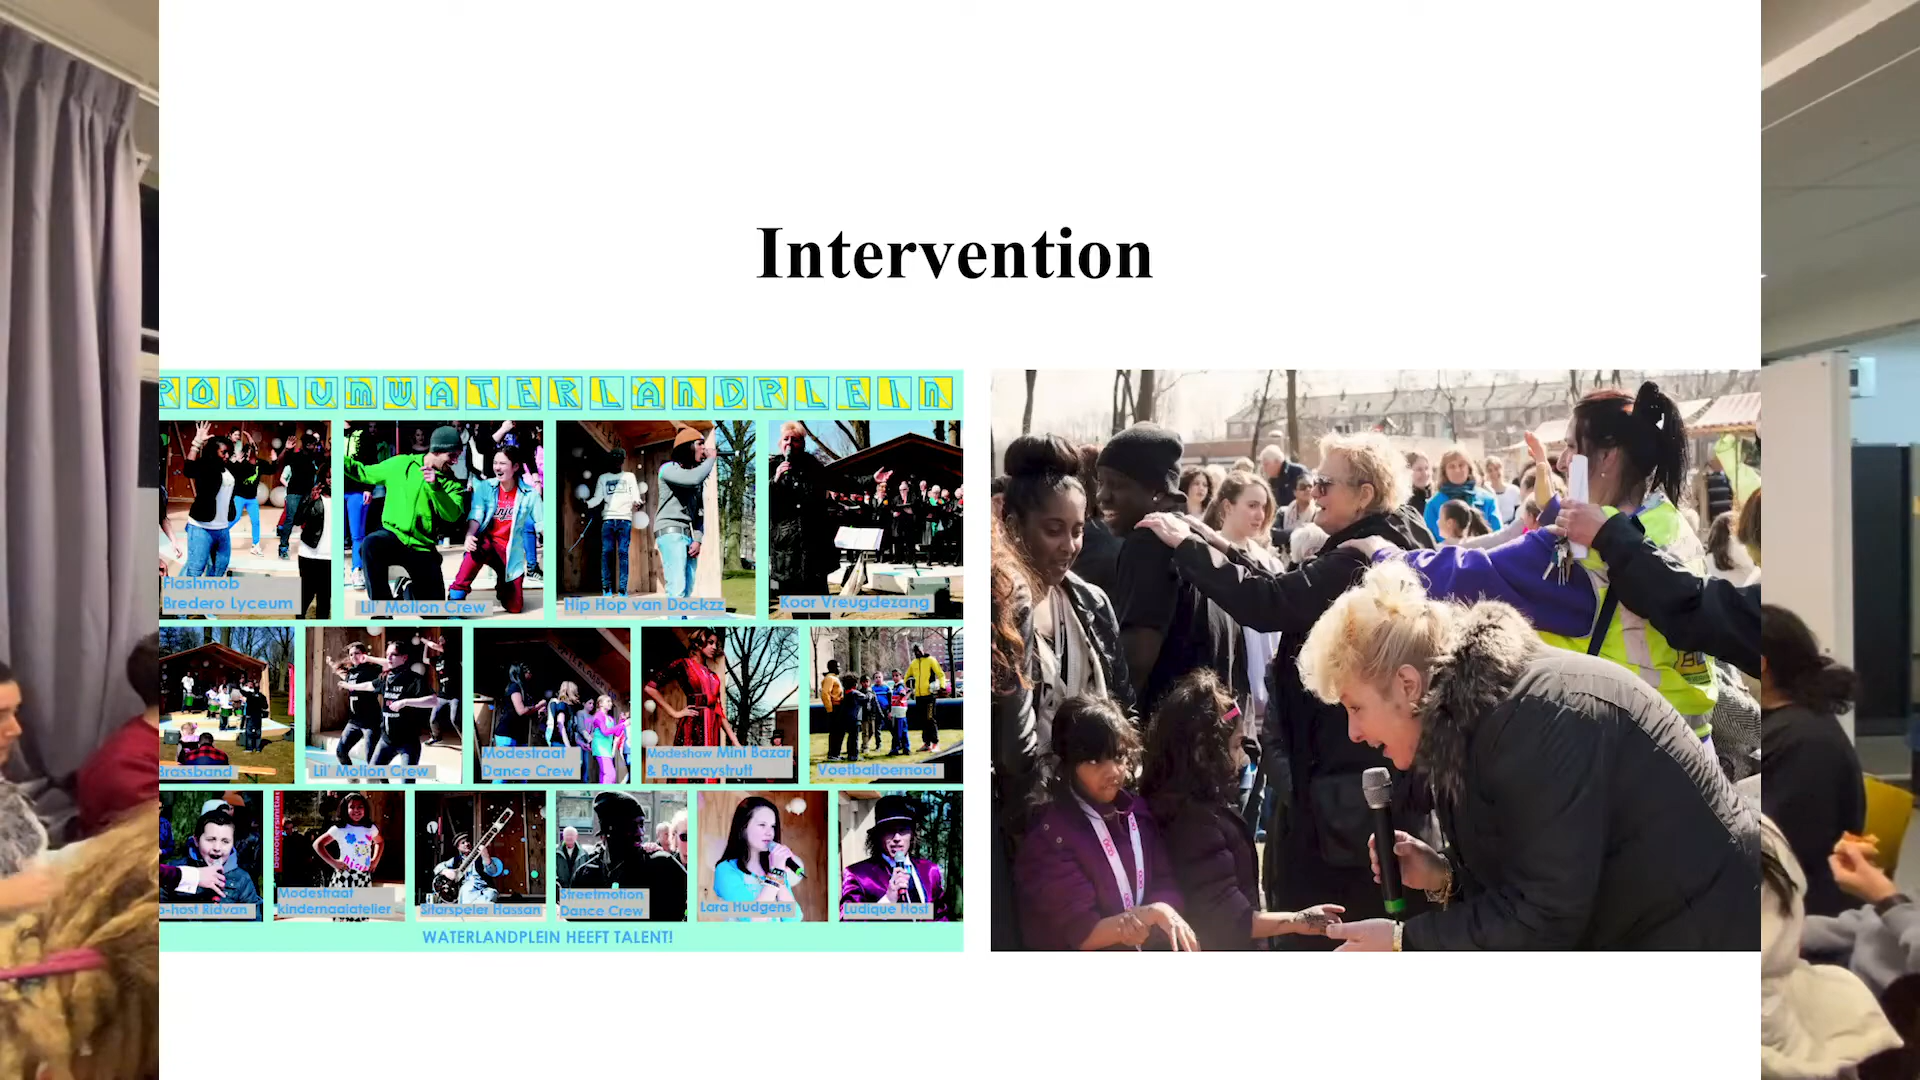 Intervention
PODIUMWATERLANDPLEIN
Flashmob
Bredero Lyceum
Lil' Motion Crew
Hip Hop van Dockzz
Koor Vreugdezang
Brassband
Lil' Motion Crew
Modestraat
Dance Crew
Modeshow Mini Bazar
& Runwaystrutt
Voetbaltoernooi
o-host Ridvan
Modestraat
kindernaaiatelier
Sitarspeler Hassan
Streetmotion
Dance Crew
Lara Hudgens
Ludique Host
WATERLANDPLEIN HEEFT TALENT!